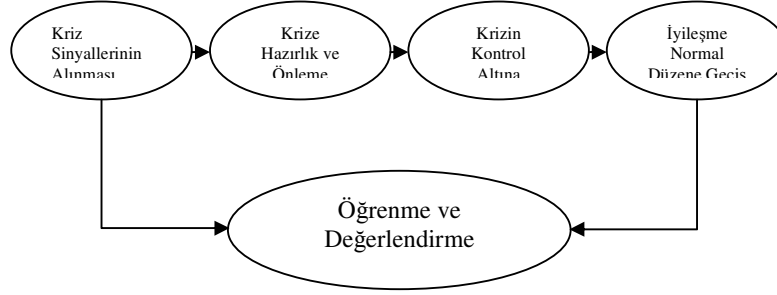 Kriz
Sinyallerinin
Alınması
Krize
Hazırlık ve
Önleme
Krizin
Kontrol
Altına
İyileşme
Normal
Düzene Geçiş
Öğrenme ve
Değerlendirme